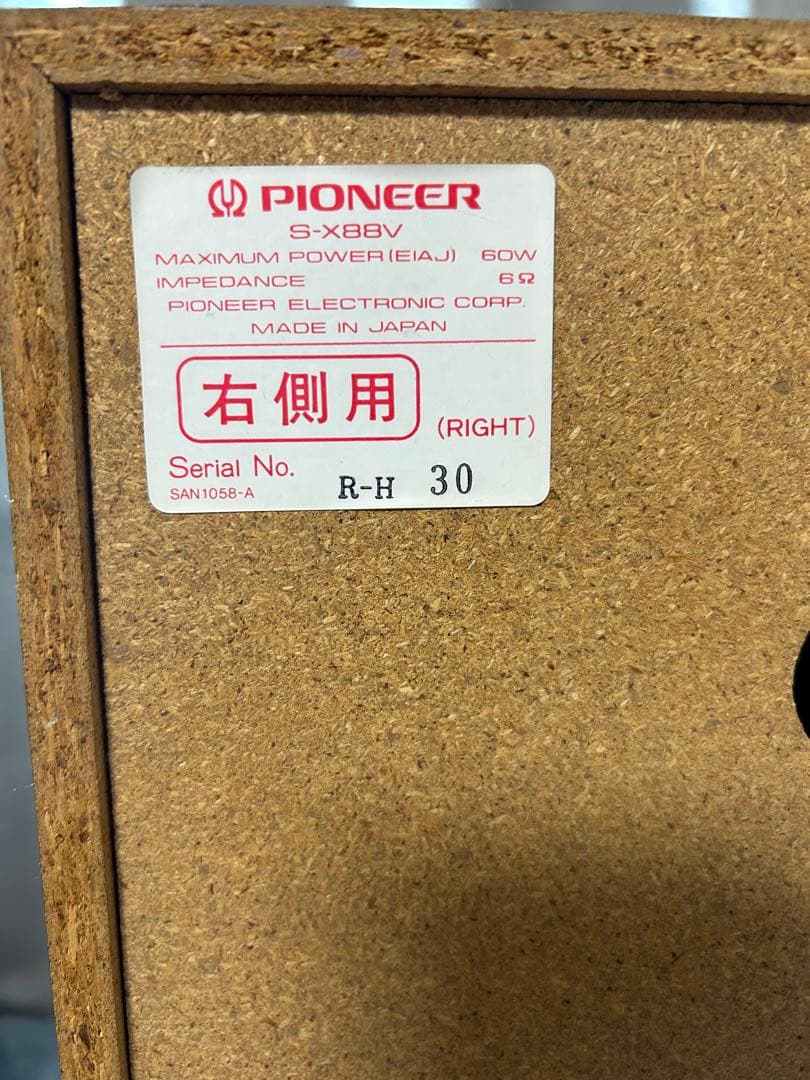 PIONEER
S-X88V
MAXIMUM POWER (EIAJ) 60W
IMPEDANCE 6Ω
PIONEER ELECTRONIC CORP.
MADE IN JAPAN
右側用 (RIGHT)
Serial No. R-H 30
SAN1058-A